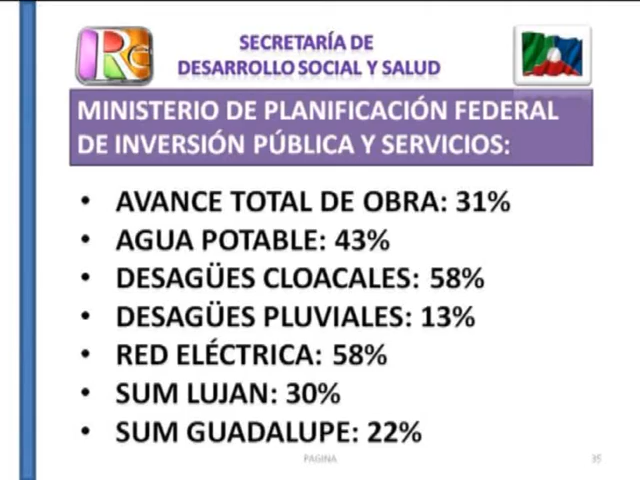 Rc
SECRETARÍA DE
DESARROLLO SOCIAL Y SALUD
MINISTERIO DE PLANIFICACIÓN FEDERAL
DE INVERSIÓN PÚBLICA Y SERVICIOS:
• AVANCE TOTAL DE OBRA: 31%
• AGUA POTABLE: 43%
• DESAGÜES CLOACALES: 58%
• DESAGÜES PLUVIALES: 13%
• RED ELÉCTRICA: 58%
• SUM LUJAN: 30%
• SUM GUADALUPE: 22%
PAGINA 35